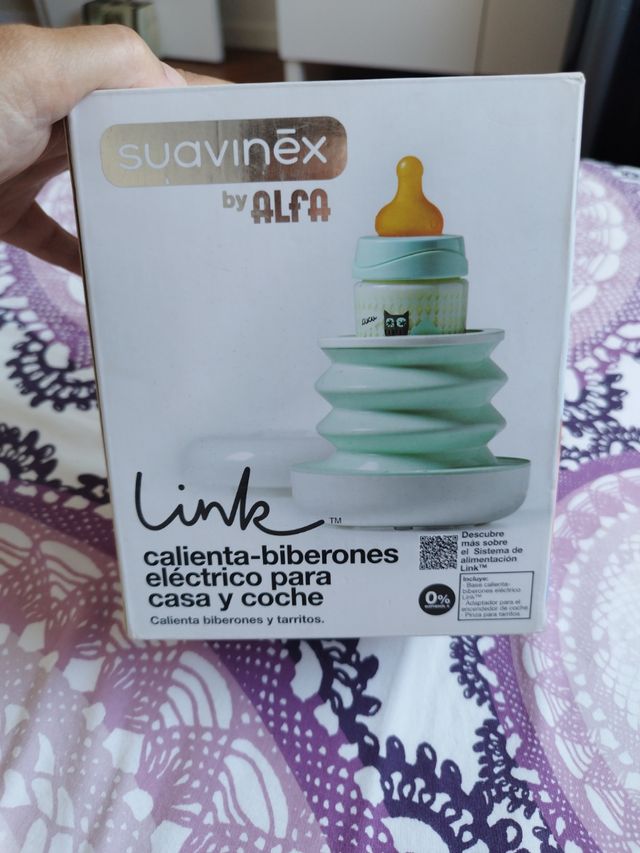 suavinēx
by ALFA
Link™
calienta-biberones
eléctrico para
casa y coche
Calienta biberones y tarritos.
Descubre
más sobre
el Sistema de
alimentación
Link™
0%
Incluye:
- Base calienta-
biberones eléctrico
Link™
- Adaptador para el
encendedor de coche
- Pinza para tarritos